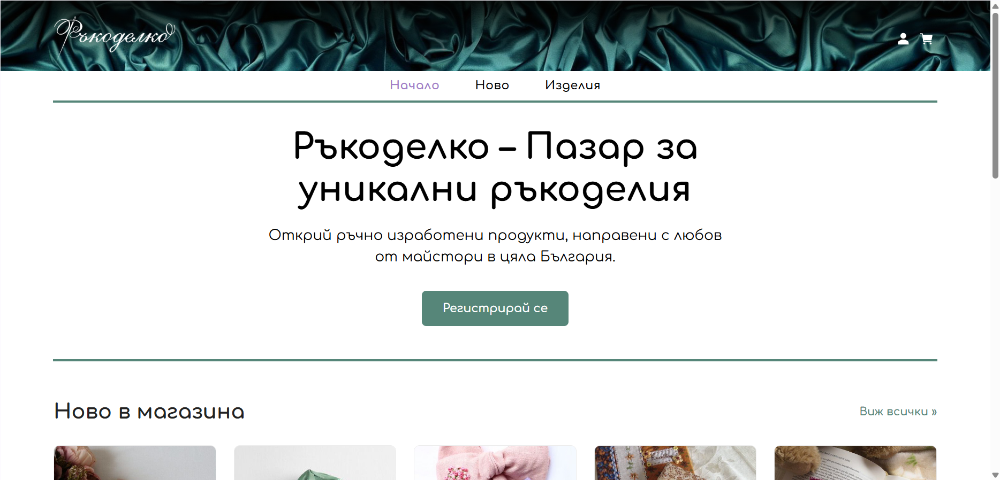 Ръкоделко
Начало Ново Изделия
Ръкоделко – Пазар за
уникални ръкоделия
Открий ръчно изработени продукти, направени с любов
от майстори в цяла България.
Регистрирай се
Ново в магазина
Виж всички »